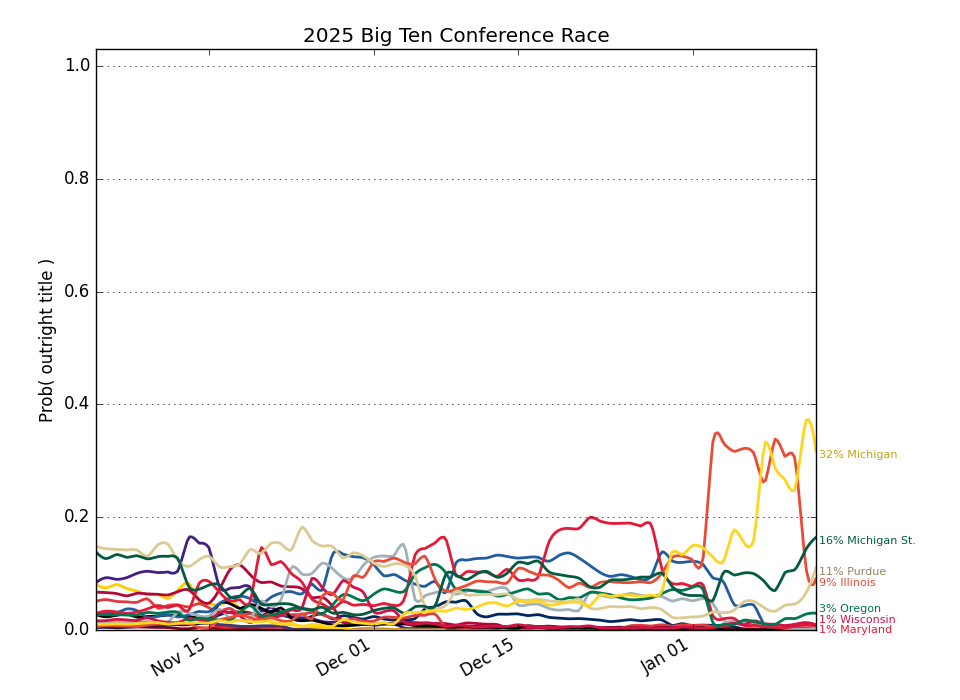 2025 Big Ten Conference Race
1.0
0.8
0.6
0.4
0.2
0.0
Prob( outright title )
Nov 15
Dec 01
Dec 15
Jan 01
32% Michigan
16% Michigan St.
11% Purdue
9% Illinois
3% Oregon
1% Wisconsin
1% Maryland